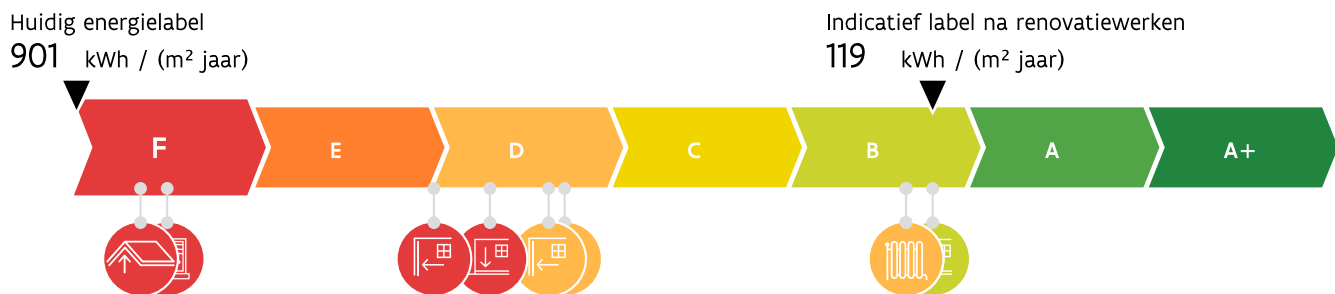 Huidig energielabel
901 kWh / (m² jaar)
Indicatief label na renovatiewerken
119 kWh / (m² jaar)
F E D C B A A+